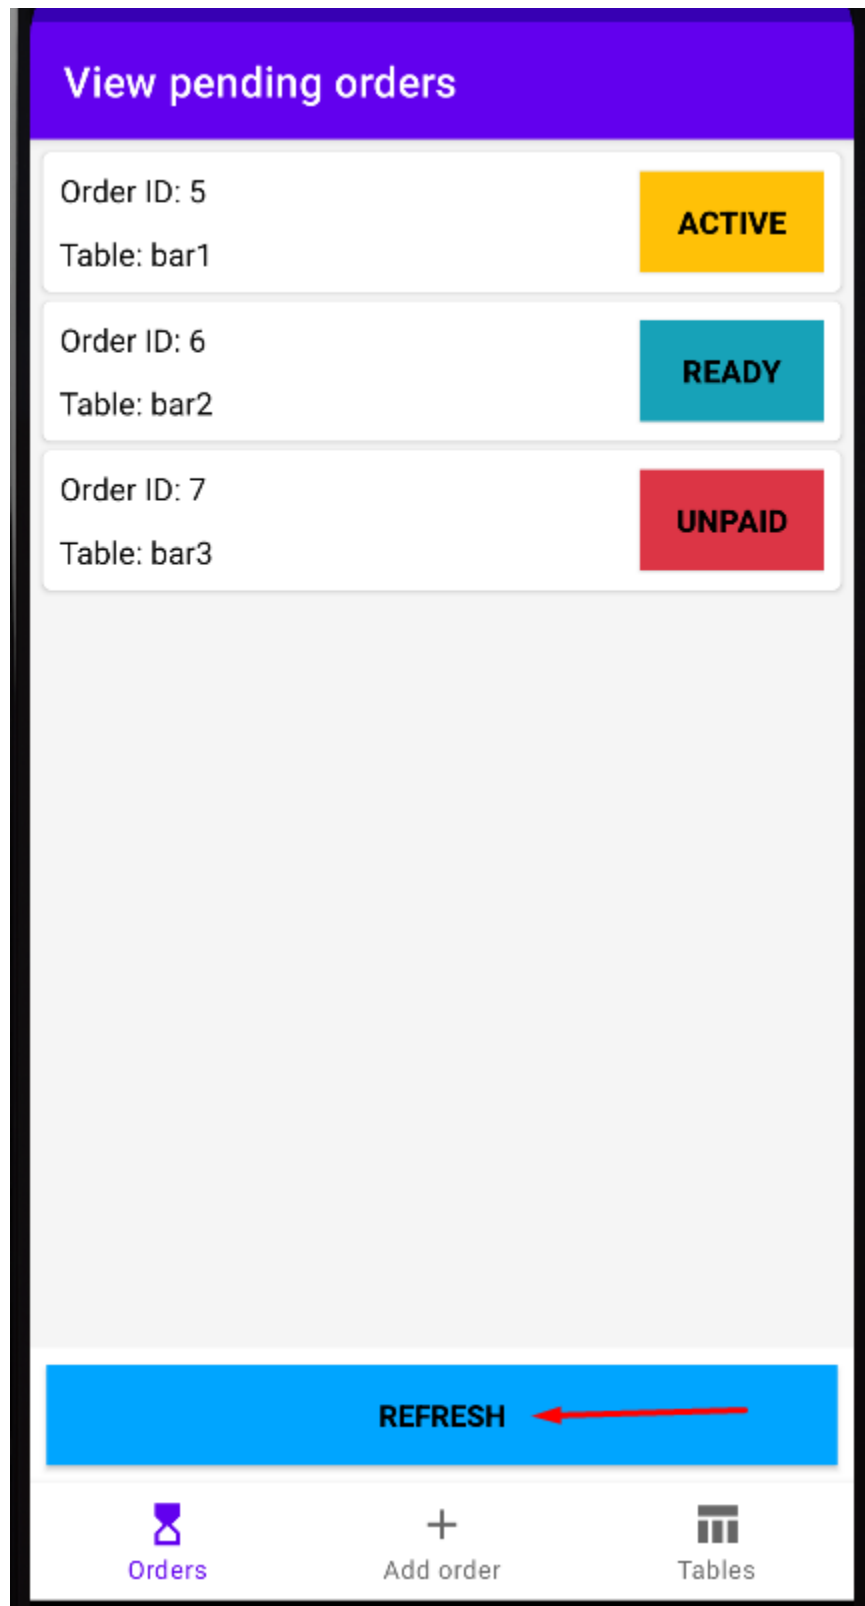 View pending orders
Order ID: 5
ACTIVE
Table: bar1
Order ID: 6
READY
Table: bar2
Order ID: 7
UNPAID
Table: bar3
REFRESH
Orders
Add order
Tables